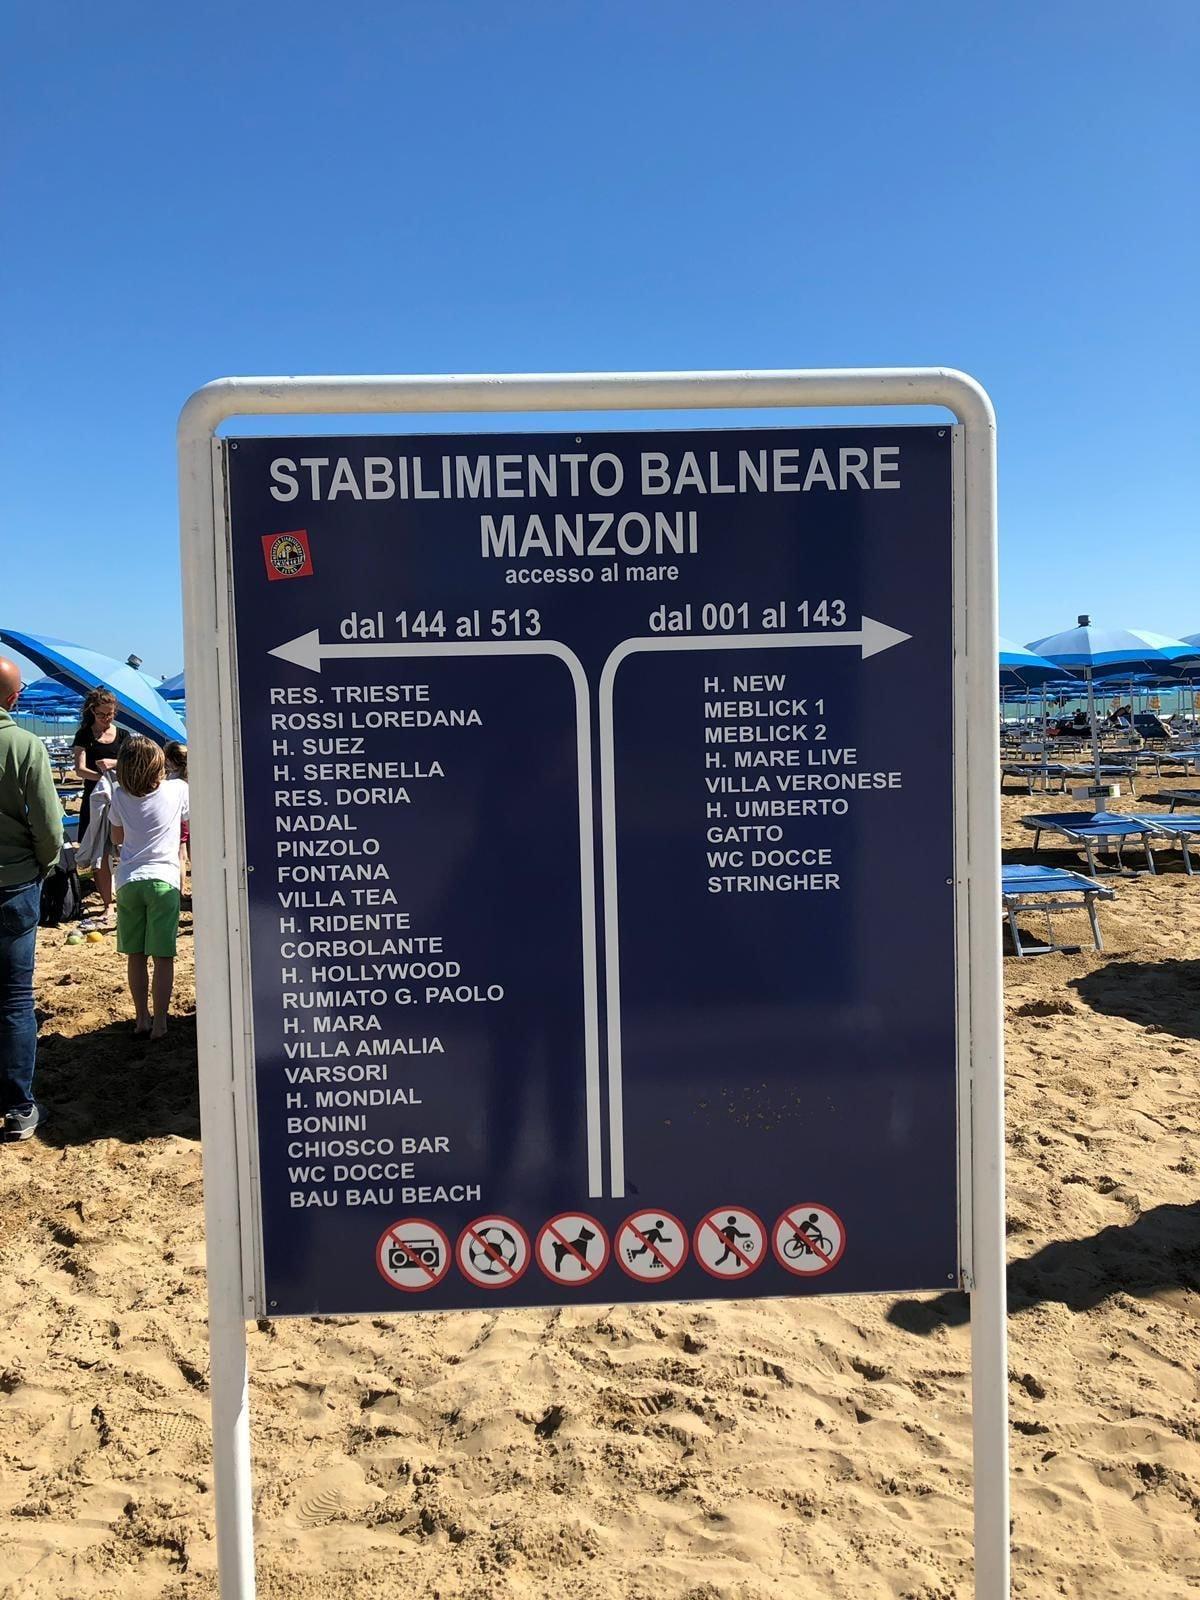 STABILIMENTO BALNEARE
MANZONI
accesso al mare
dal 144 al 513
RES. TRIESTE
ROSSI LOREDANA
H. SUEZ
H. SERENELLA
RES. DORIA
NADAL
PINZOLO
FONTANA
VILLA TEA
H. RIDENTE
CORBOLANTE
H. HOLLYWOOD
RUMIATO G. PAOLO
H. MARA
VILLA AMALIA
VARSORI
H. MONDIAL
BONINI
CHIOSCO BAR
WC DOCCE
BAU BAU BEACH
dal 001 al 143
H. NEW
MEBLICK 1
MEBLICK 2
H. MARE LIVE
VILLA VERONESE
H. UMBERTO
GATTO
WC DOCCE
STRINGHER